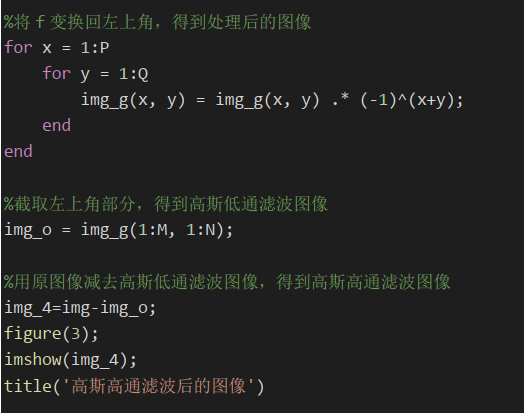 %将 f 变换回左上角，得到处理后的图像
for x = 1:P
    for y = 1:Q
        img_g(x, y) = img_g(x, y) .* (-1)^(x+y);
    end
end
%截取左上角部分，得到高斯低通滤波图像
img_o = img_g(1:M, 1:N);
%用原图像减去高斯低通滤波图像，得到高斯高通滤波图像
img_4=img-img_o;
figure(3);
imshow(img_4);
title('高斯高通滤波后的图像')